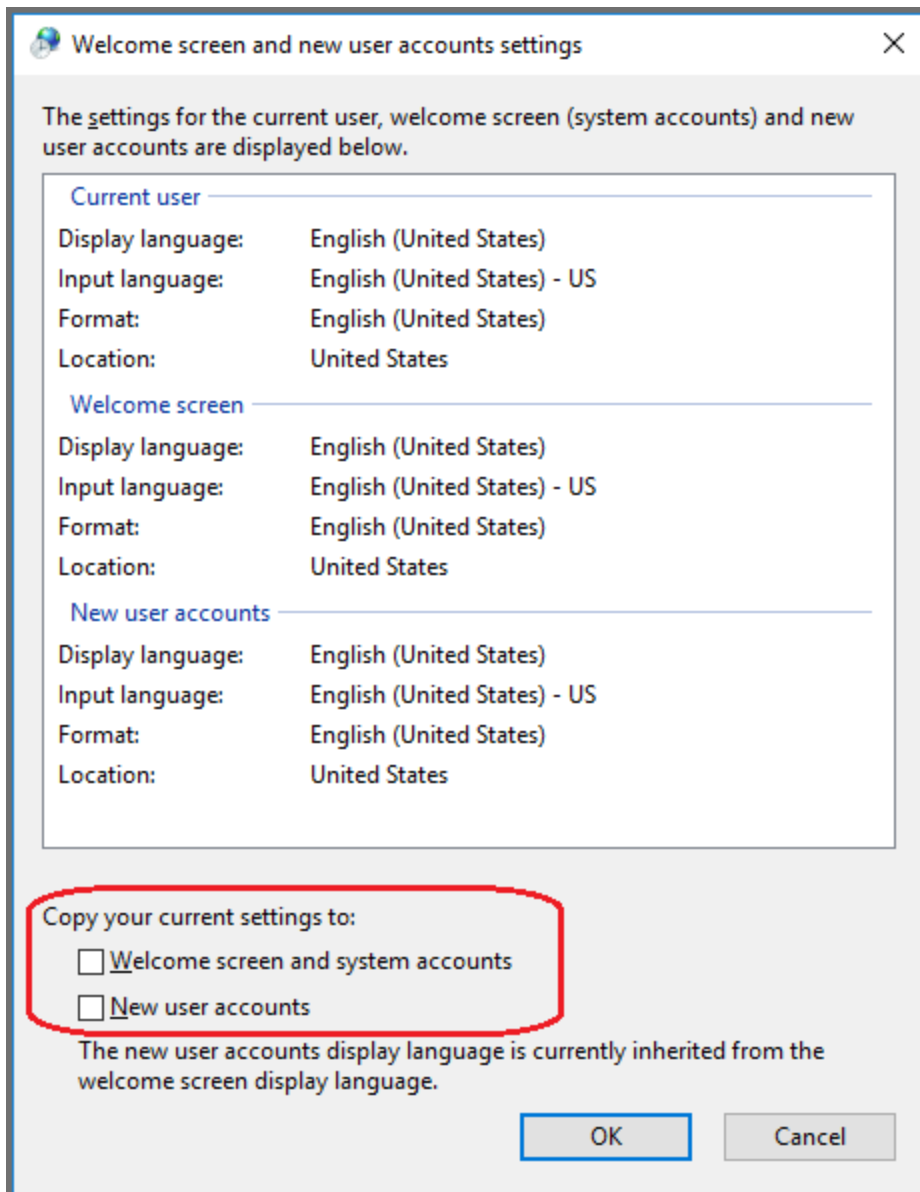 Welcome screen and new user accounts settings
The settings for the current user, welcome screen (system accounts) and new
user accounts are displayed below.
Current user
Display language: English (United States)
Input language: English (United States) - US
Format: English (United States)
Location: United States
Welcome screen
Display language: English (United States)
Input language: English (United States) - US
Format: English (United States)
Location: United States
New user accounts
Display language: English (United States)
Input language: English (United States) - US
Format: English (United States)
Location: United States
Copy your current settings to:
Welcome screen and system accounts
New user accounts
The new user accounts display language is currently inherited from the
welcome screen display language.
OK Cancel